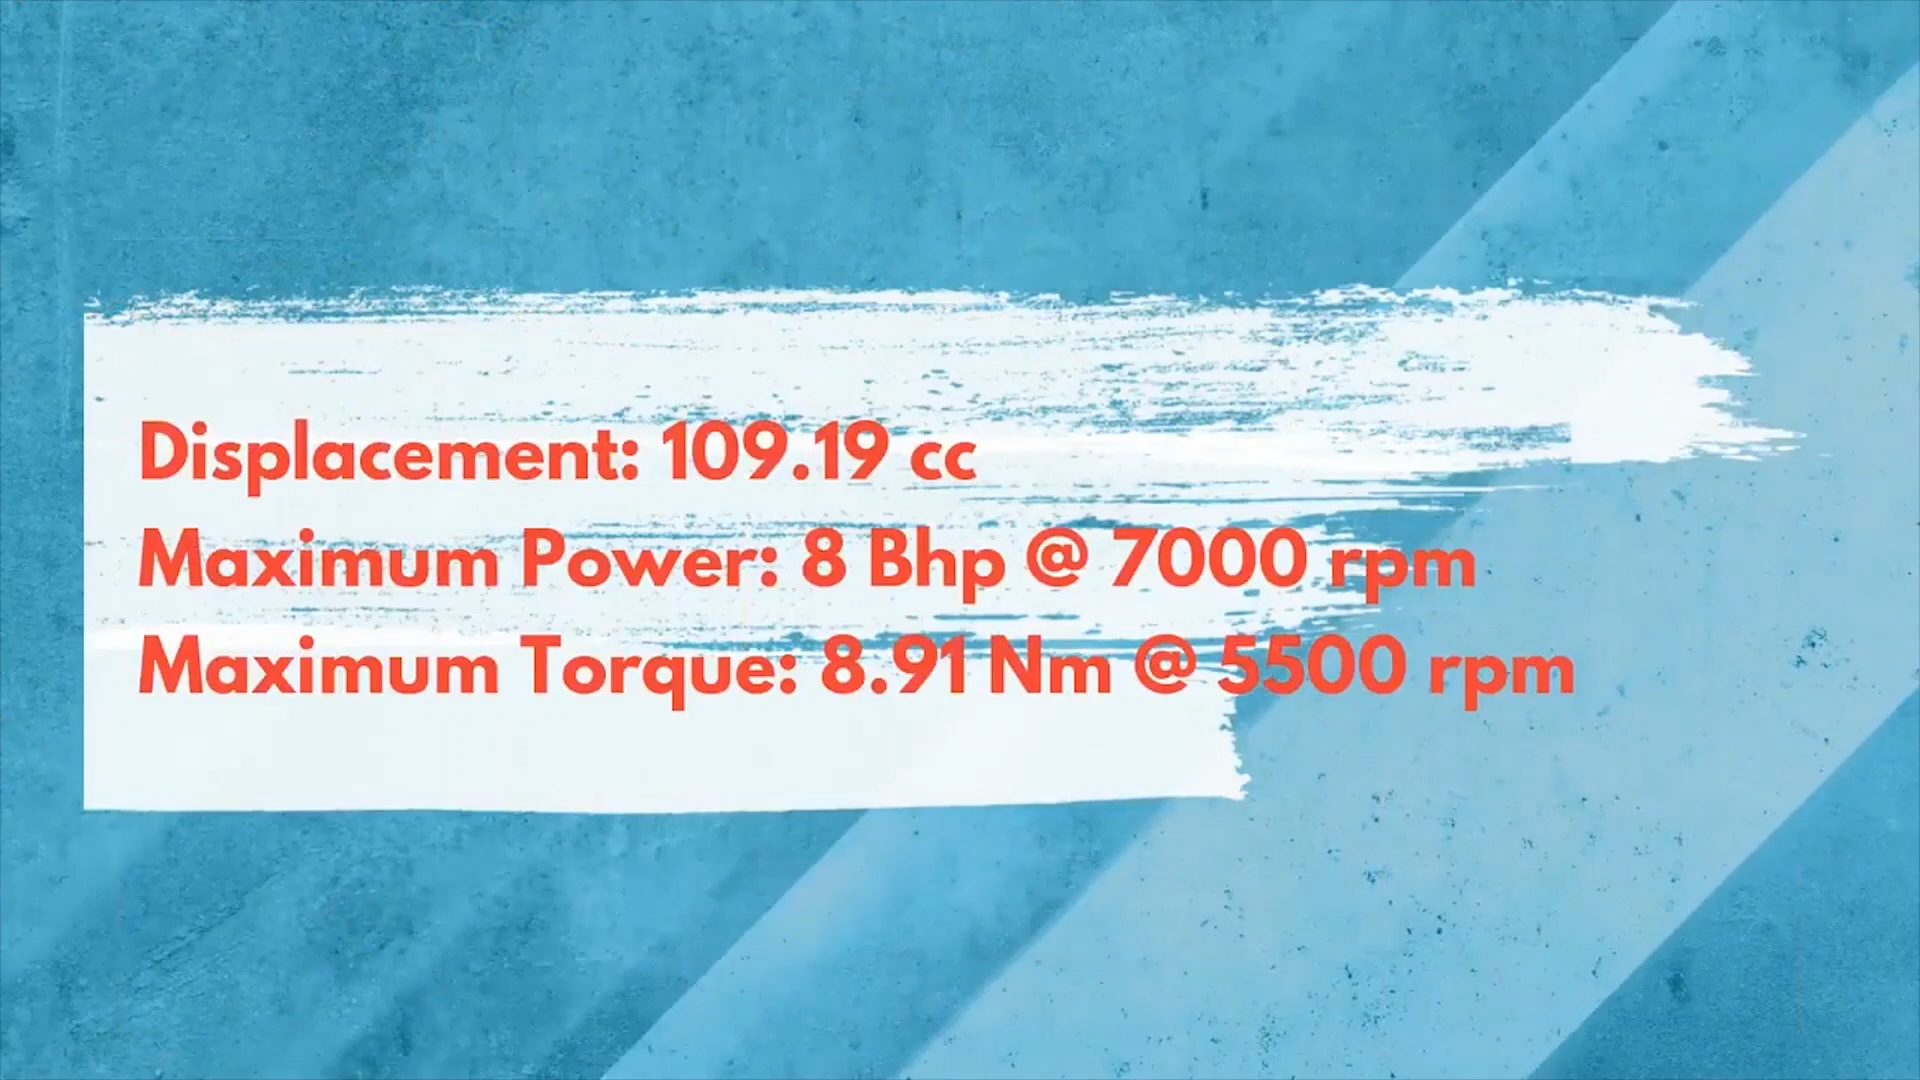 Displacement: 109.19 cc
Maximum Power: 8 Bhp @ 7000 rpm
Maximum Torque: 8.91 Nm @ 5500 rpm